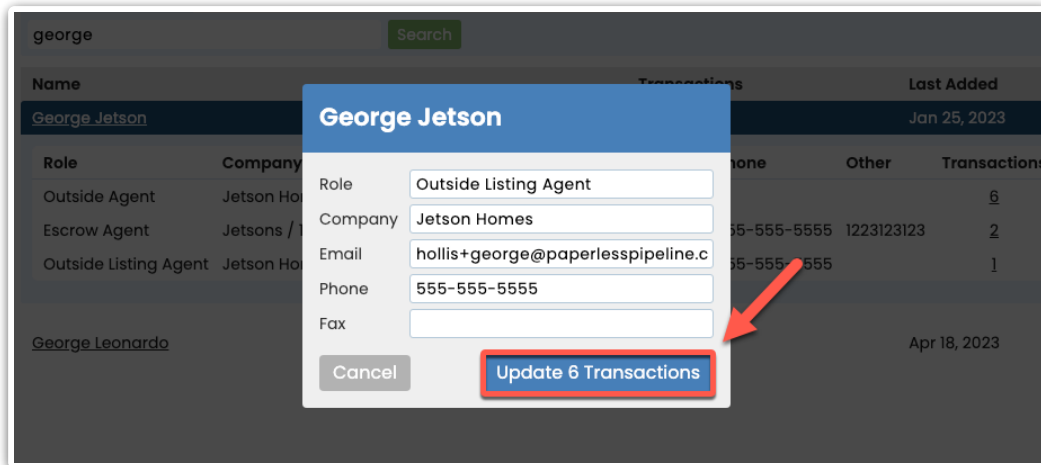 george Search
Name Transactions Last Added
George Jetson Jan 25, 2023
Role Company Phone Other Transactions
Outside Agent Jetson 6
Escrow Agent Jetsons / 55-555-5555 1223123123 2
Outside Listing Agent Jetson 55-555-5555 1
George Leonardo Apr 18, 2023
George Jetson
Role Outside Listing Agent
Company Jetson Homes
Email hollis+george@paperlesspipeline.c
Phone 555-555-5555
Fax
Cancel Update 6 Transactions